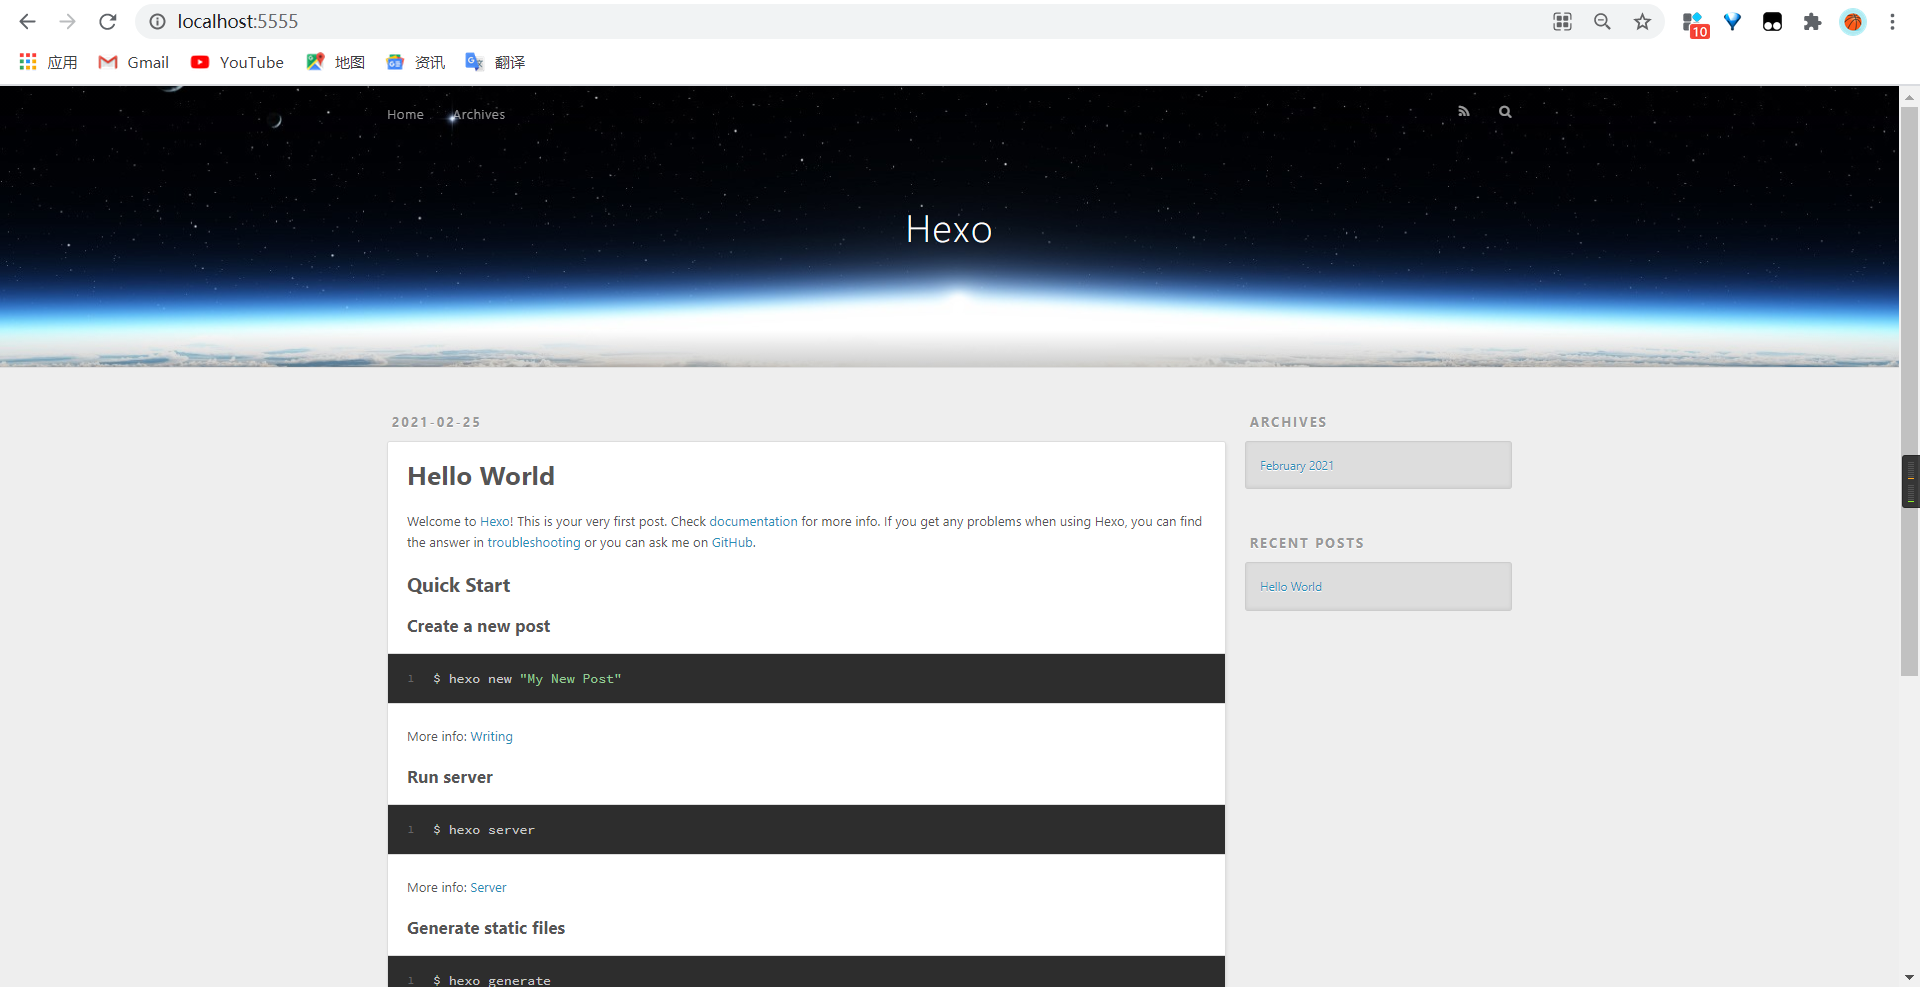 localhost:5555
10
应用 Gmail YouTube 地图 资讯 翻译
Home Archives
Hexo
2021-02-25
Hello World
Welcome to Hexo! This is your very first post. Check documentation for more info. If you get any problems when using Hexo, you can find
the answer in troubleshooting or you can ask me on GitHub.
Quick Start
Create a new post
1 $ hexo new "My New Post"
More info: Writing
Run server
1 $ hexo server
More info: Server
Generate static files
1 $ hexo generate
ARCHIVES
February 2021
RECENT POSTS
Hello World